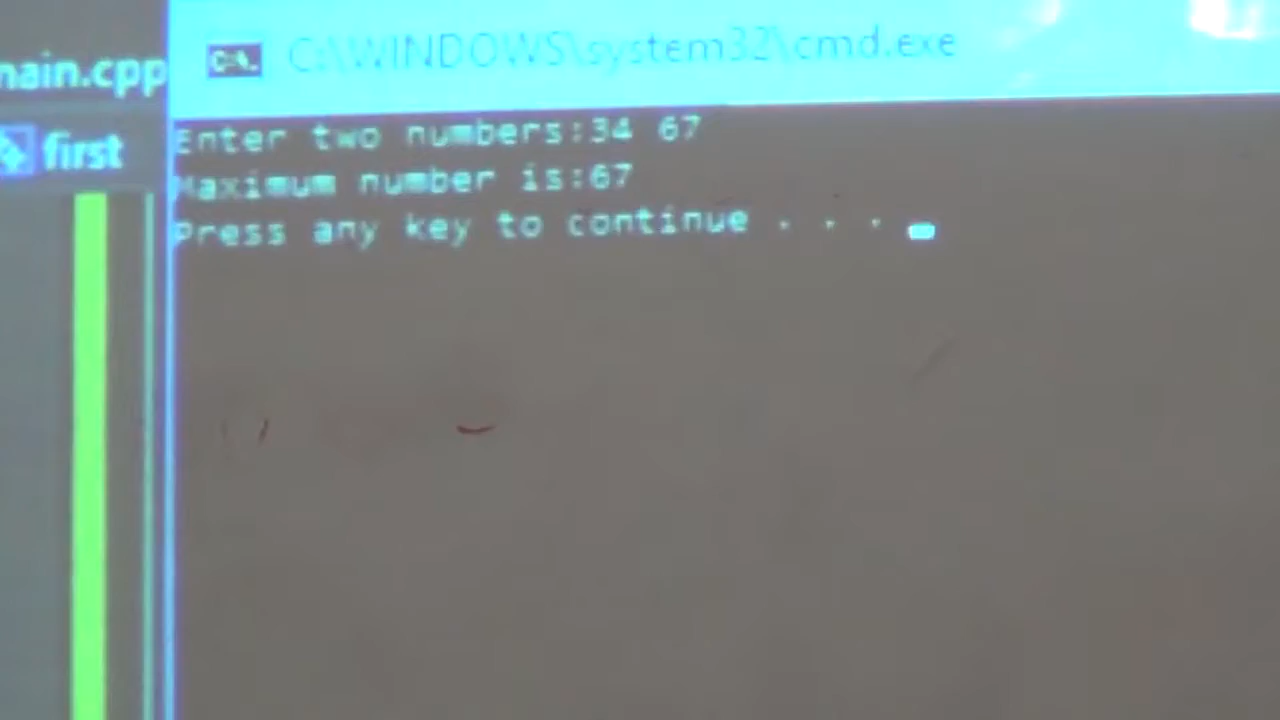 main.cpp
C:\WINDOWS\system32\cmd.exe
first
Enter two numbers:34 67
Maximum number is:67
Press any key to continue . . .